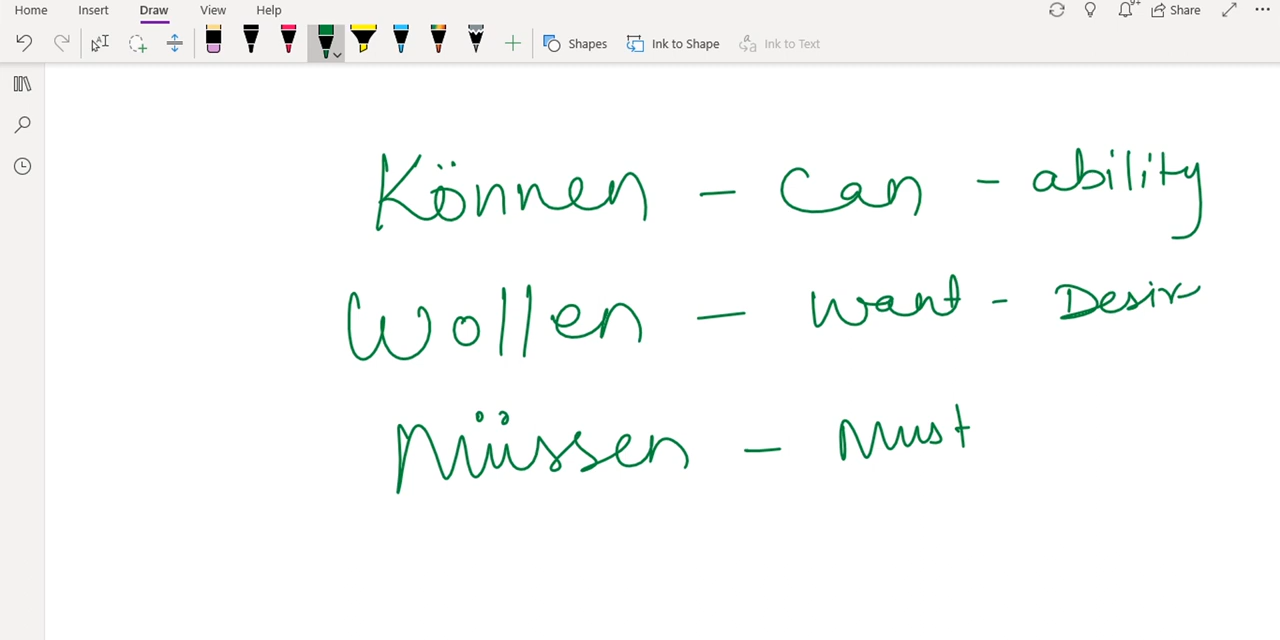 Home Insert Draw View Help
Share
Shapes Ink to Shape Ink to Text
Können - Can - ability
Wollen - Want - Desir
Müssen - Must